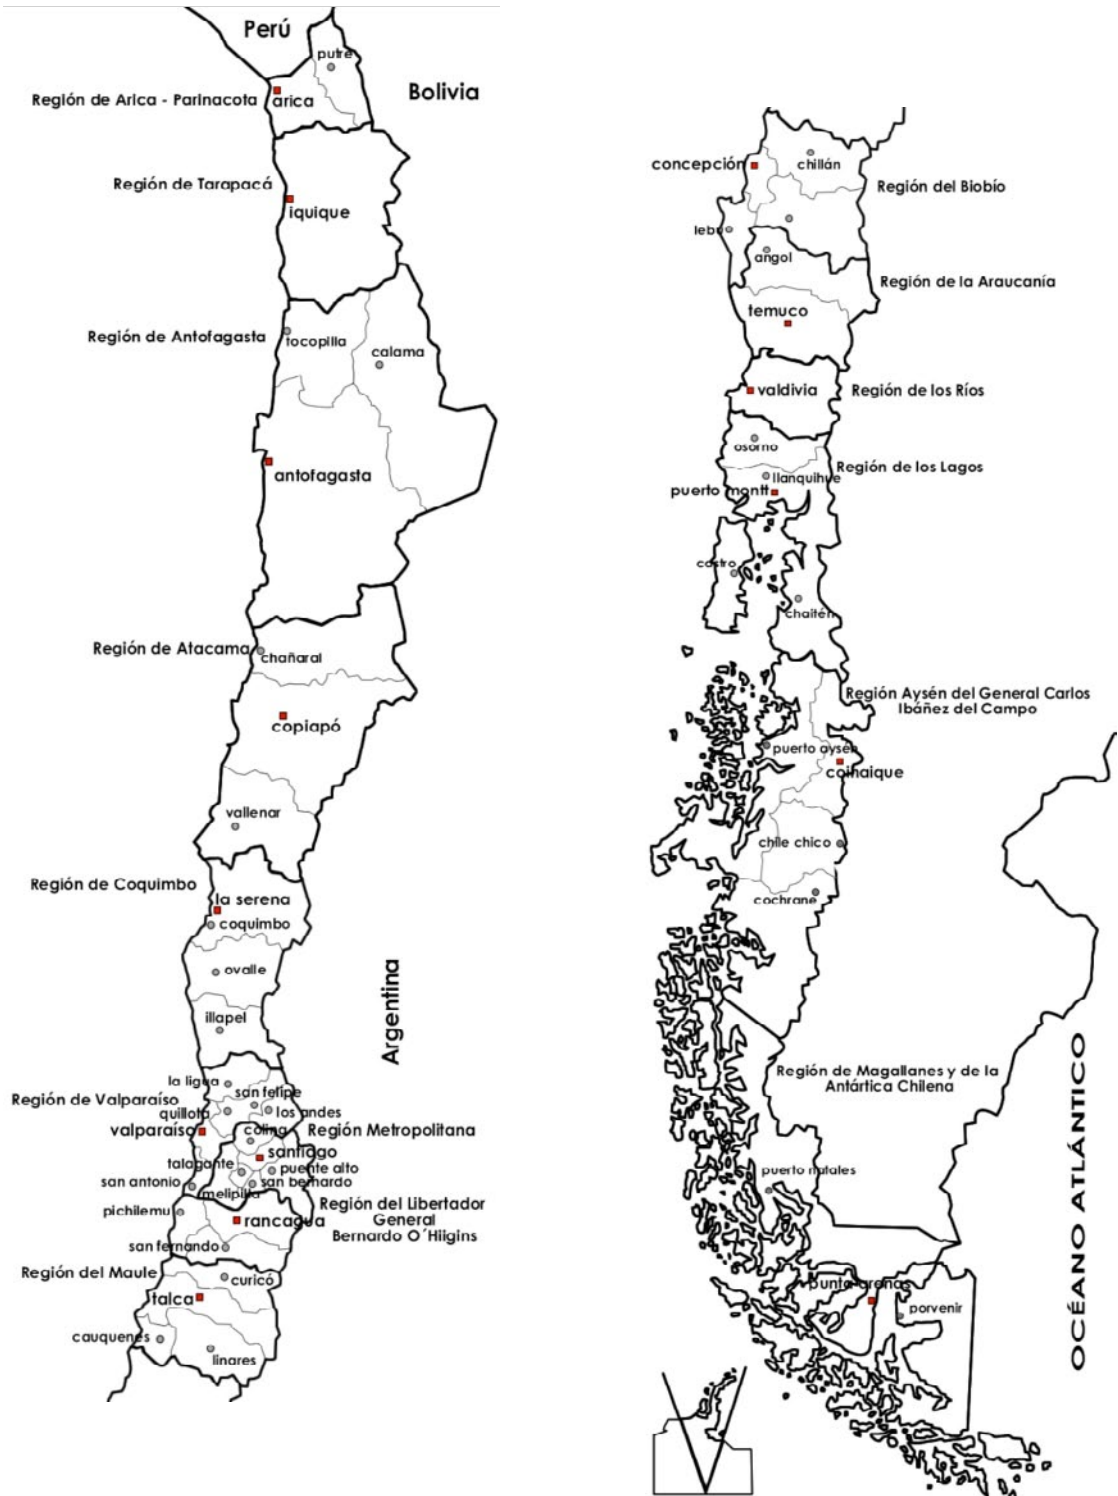 Perú
putre
Bolivia
Región de Arica - Parinacota
arica
Región de Tarapacá
iquique
Región de Antofagasta
tocopilla
calama
antofagasta
Región de Atacama
chañaral
copiapó
vallenar
Región de Coquimbo
la serena
coquimbo
ovalle
illapel
Argentina
la ligua
san felipe
Región de Valparaíso
quillota
los andes
valparaíso
colina
Región Metropolitana
santiago
talagante
puente alto
san antonio
san bernardo
melipilla
pichilemu
Región del Libertador
General
Bernardo O´Hiigins
rancagua
san fernando
Región del Maule
curicó
talca
cauquenes
linares
concepción
chillán
Región del Biobío
lebu
angol
Región de la Araucanía
temuco
valdivia
Región de los Ríos
osorno
Región de los Lagos
llanquihue
puerto montt
castro
chaitén
Región Aysén del General Carlos
Ibáñez del Campo
puerto aysén
coihaique
chile chico
cochrane
Región de Magallanes y de la
Antártica Chilena
OCÉANO ATLÁNTICO
puerto natales
punta arenas
porvenir